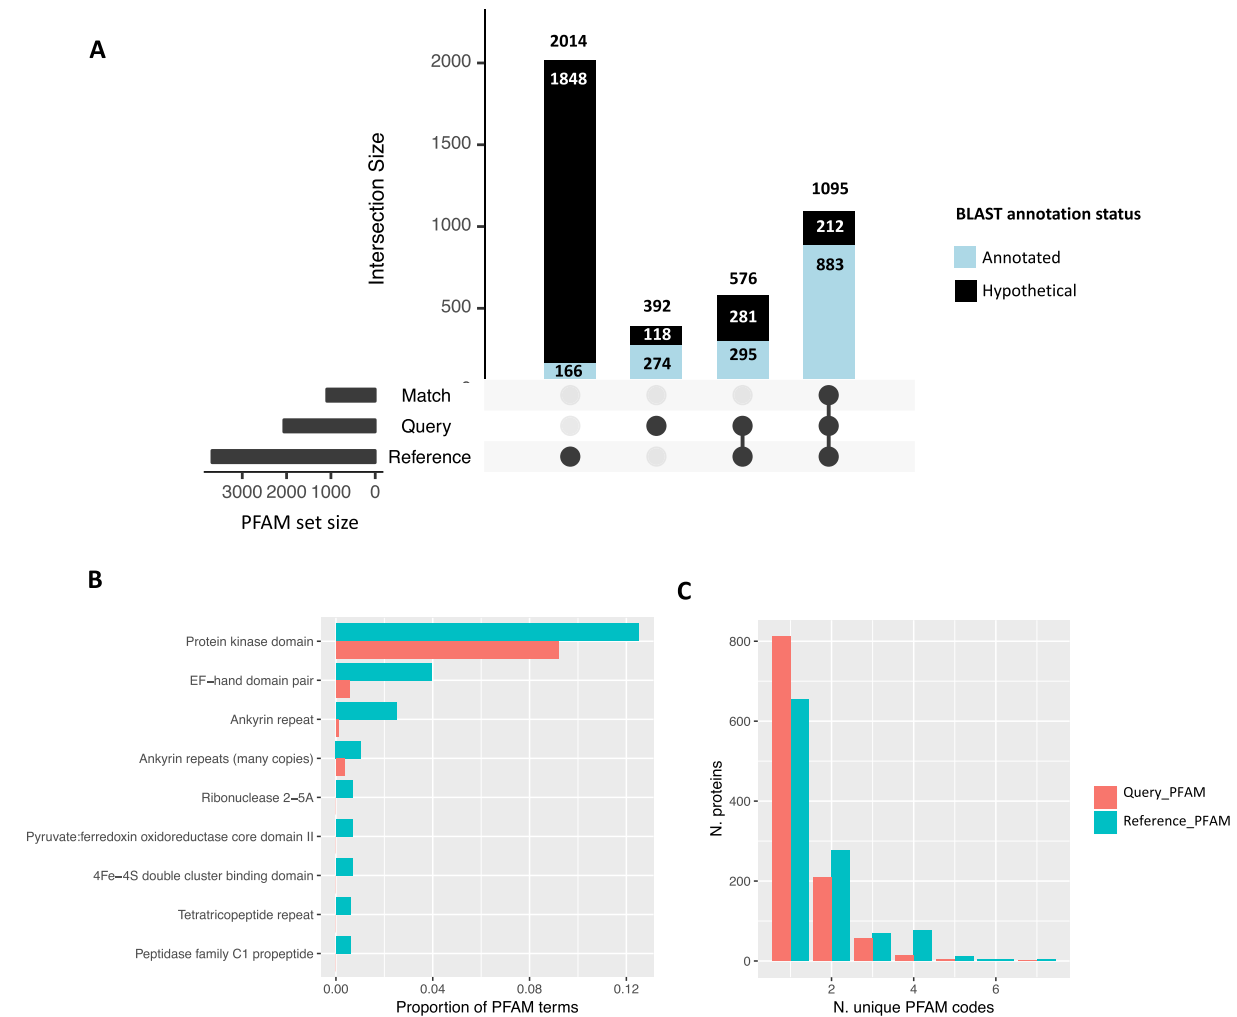 A
Intersection Size
2000
1500
1000
500
2014
1848
166
392
118
274
576
281
295
1095
212
883
BLAST annotation status
Annotated
Hypothetical
Match
Query
Reference
3000 2000 1000 0
PFAM set size
B
Protein kinase domain
EF−hand domain pair
Ankyrin repeat
Ankyrin repeats (many copies)
Ribonuclease 2−5A
Pyruvate:ferredoxin oxidoreductase core domain II
4Fe−4S double cluster binding domain
Tetratricopeptide repeat
Peptidase family C1 propeptide
0.00 0.04 0.08 0.12
Proportion of PFAM terms
C
N. proteins
800
600
400
200
0
2 4 6
N. unique PFAM codes
Query_PFAM
Reference_PFAM